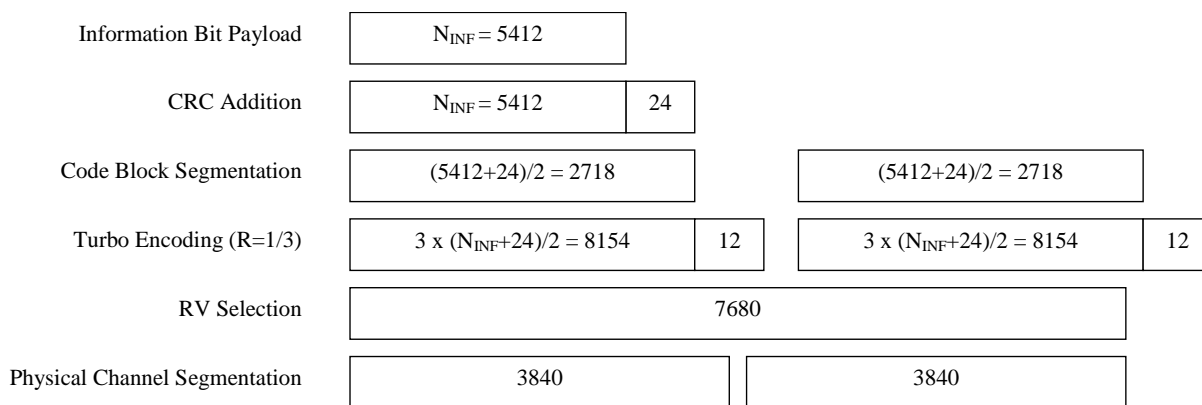 Information Bit Payload N_INF = 5412
CRC Addition N_INF = 5412 24
Code Block Segmentation (5412+24)/2 = 2718 (5412+24)/2 = 2718
Turbo Encoding (R=1/3) 3 x (N_INF+24)/2 = 8154 12 3 x (N_INF+24)/2 = 8154 12
RV Selection 7680
Physical Channel Segmentation 3840 3840